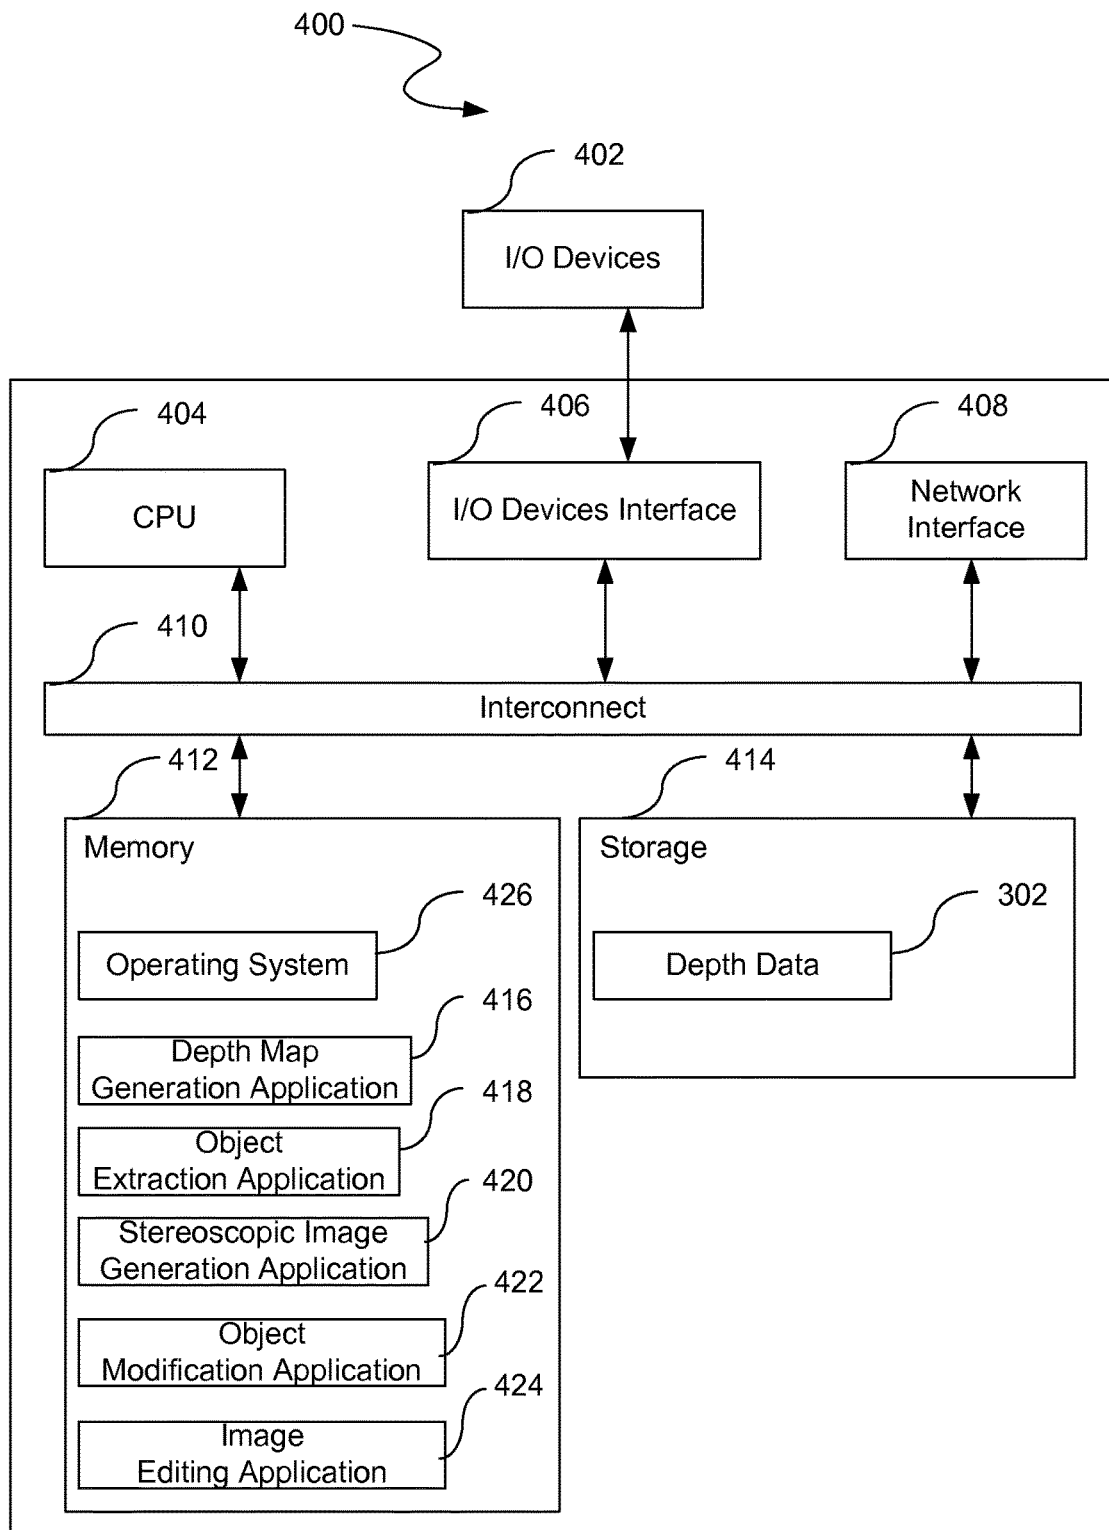 400
402
I/O Devices
404
406
408
CPU
I/O Devices Interface
Network
Interface
410
Interconnect
412
414
Memory
Storage
426
302
Operating System
Depth Data
416
Depth Map
Generation Application
418
Object
Extraction Application
420
Stereoscopic Image
Generation Application
422
Object
Modification Application
424
Image
Editing Application